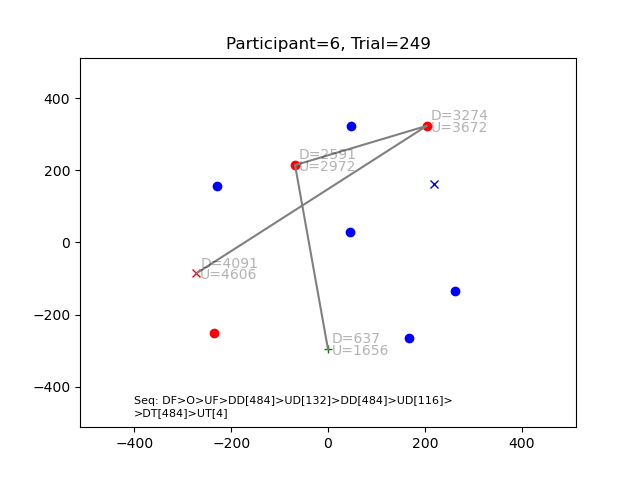 Participant=6, Trial=249
400
200
0
−200
−400
D=3274
U=3672
D=2591
U=2972
D=4091
U=4606
D=637
U=1656
Seq: DF>O>UF>DD[484]>UD[132]>DD[484]>UD[116]>
>DT[484]>UT[4]
−400
−200
0
200
400